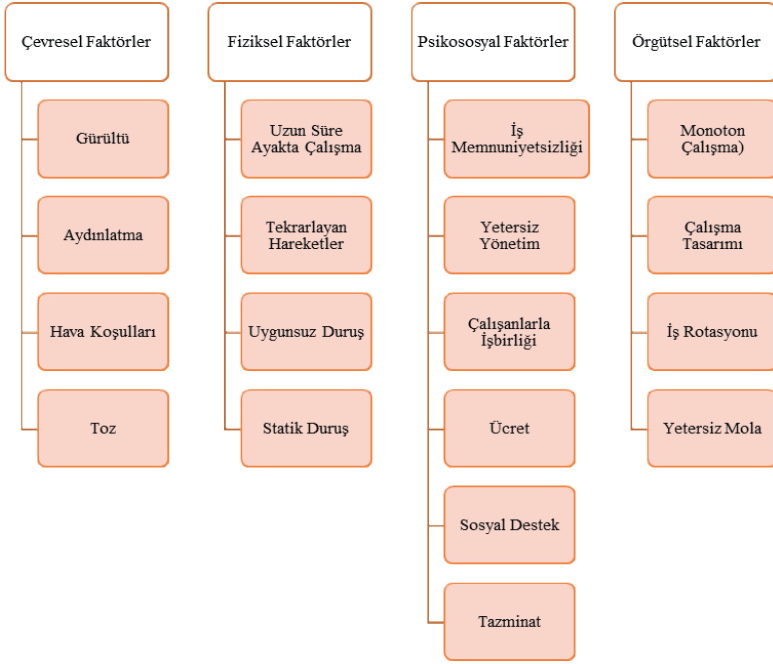 Çevresel Faktörler
Gürültü
Aydınlatma
Hava Koşulları
Toz
Fiziksel Faktörler
Uzun Süre
Ayakta Çalışma
Tekrarlayan
Hareketler
Uygunsuz Duruş
Statik Duruş
Psikososyal Faktörler
İş
Memnuniyetsizliği
Yetersiz
Yönetim
Çalışanlarla
İşbirliği
Ücret
Sosyal Destek
Tazminat
Örgütsel Faktörler
Monoton
Çalışma)
Çalışma
Tasarımı
İş Rotasyonu
Yetersiz Mola